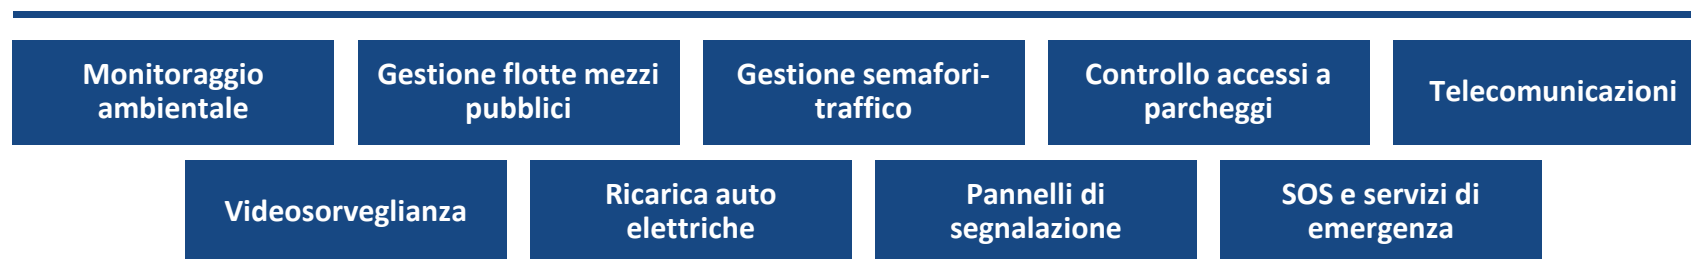 Monitoraggio
ambientale
Gestione flotte mezzi
pubblici
Gestione semafori-
traffico
Controllo accessi a
parcheggi
Telecomunicazioni
Videosorveglianza
Ricarica auto
elettriche
Pannelli di
segnalazione
SOS e servizi di
emergenza